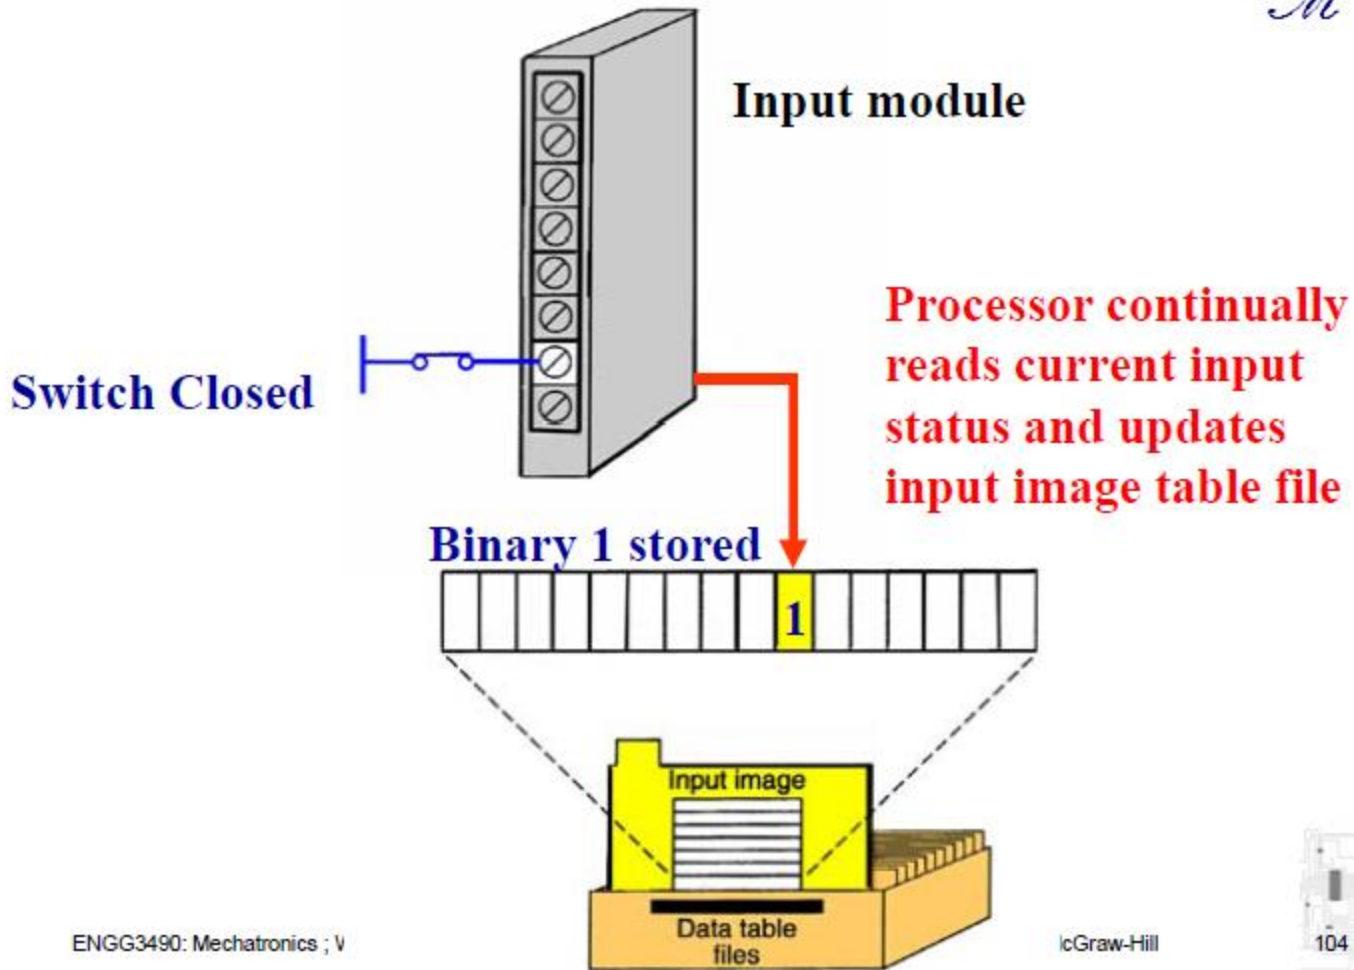 ℳ
Input module
Switch Closed
Processor continually
reads current input
status and updates
input image table file
Binary 1 stored
1
Input image
Data table
files
ENGG3490: Mechatronics ;
cGraw-Hill
104